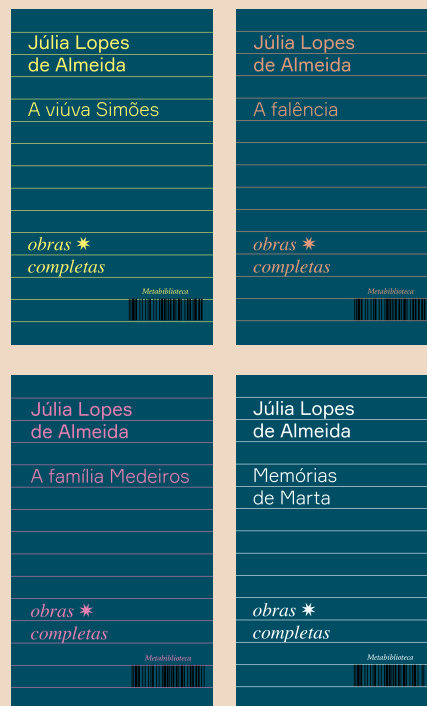 Júlia Lopes
de Almeida
A viúva Simões
obras
completas
Metabiblioteca
Júlia Lopes
de Almeida
A falência
obras
completas
Metabiblioteca
Júlia Lopes
de Almeida
A família Medeiros
obras
completas
Metabiblioteca
Júlia Lopes
de Almeida
Memórias
de Marta
obras
completas
Metabiblioteca